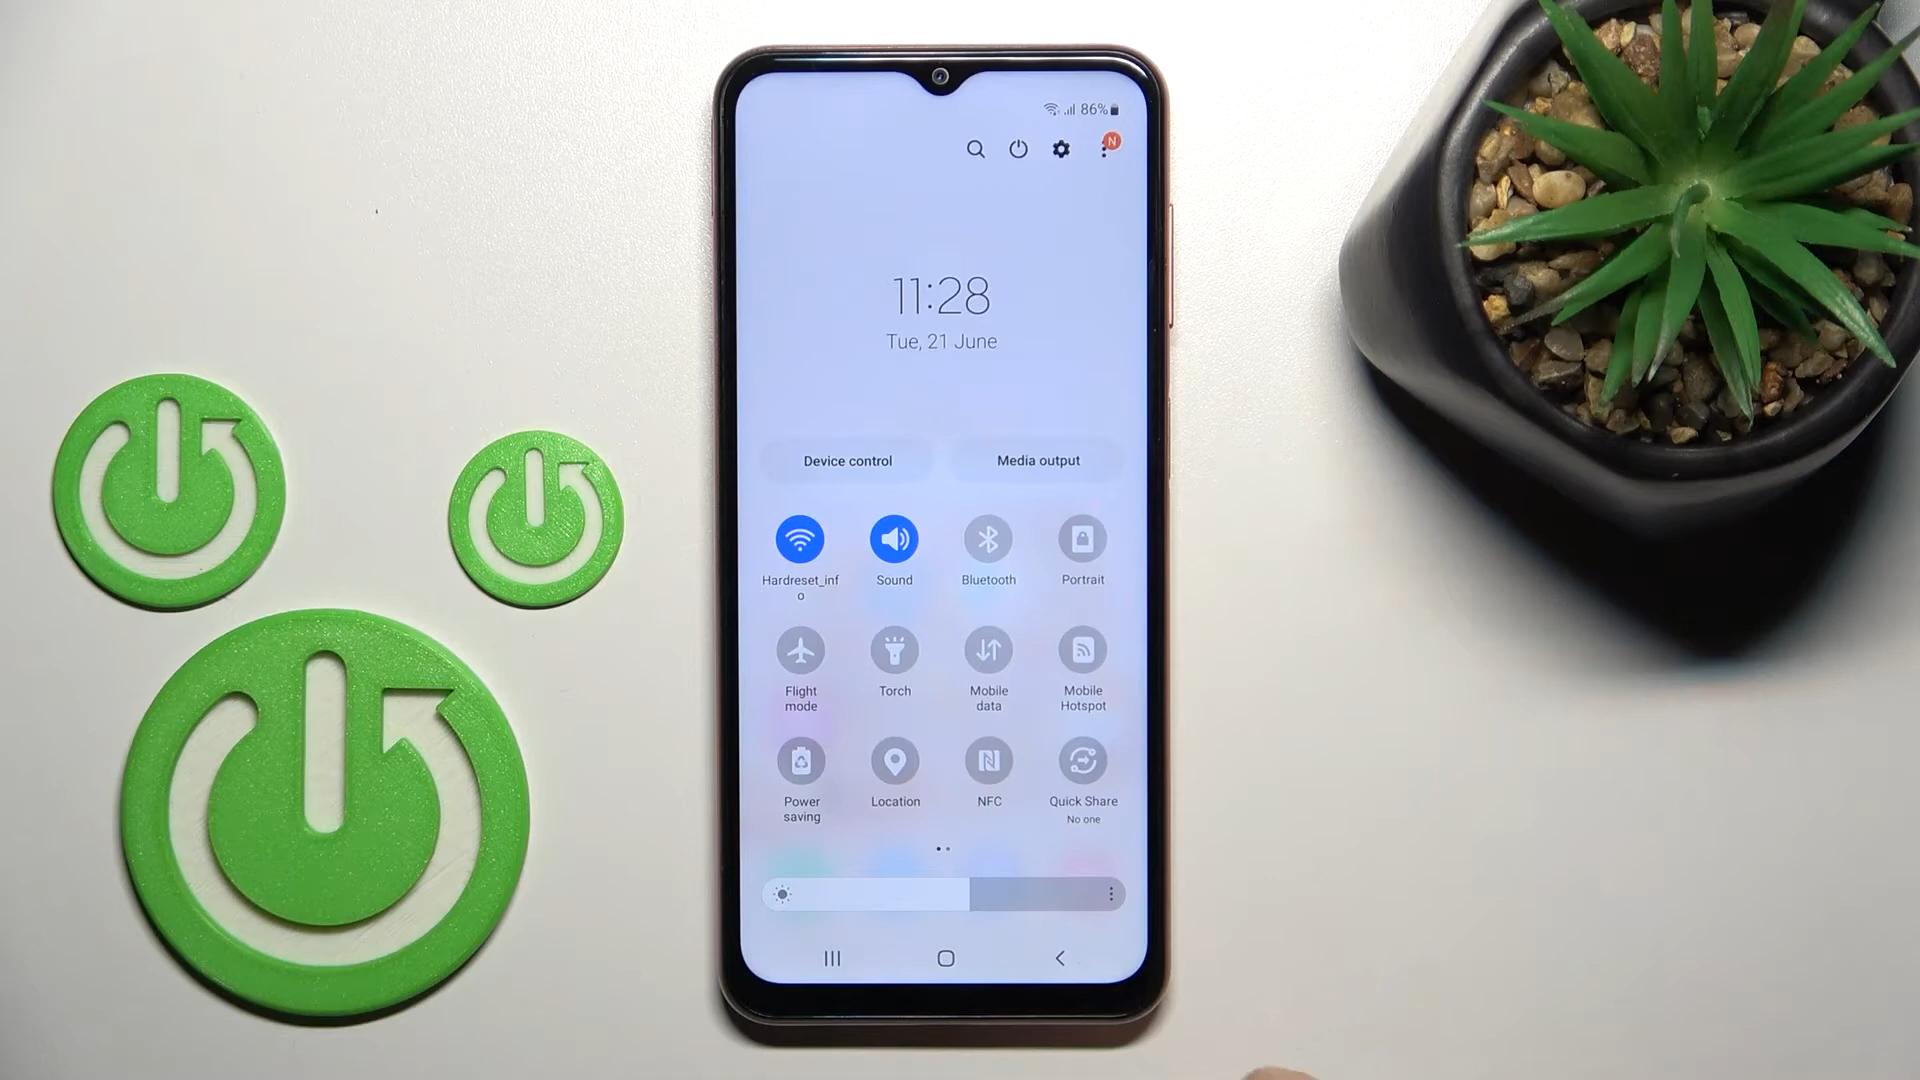 86%
N
11:28
Tue, 21 June
Device control Media output
Hardreset_inf
o
Sound
Bluetooth
Portrait
Flight
mode
Torch
Mobile
data
Mobile
Hotspot
Power
saving
Location
NFC
Quick Share
No one